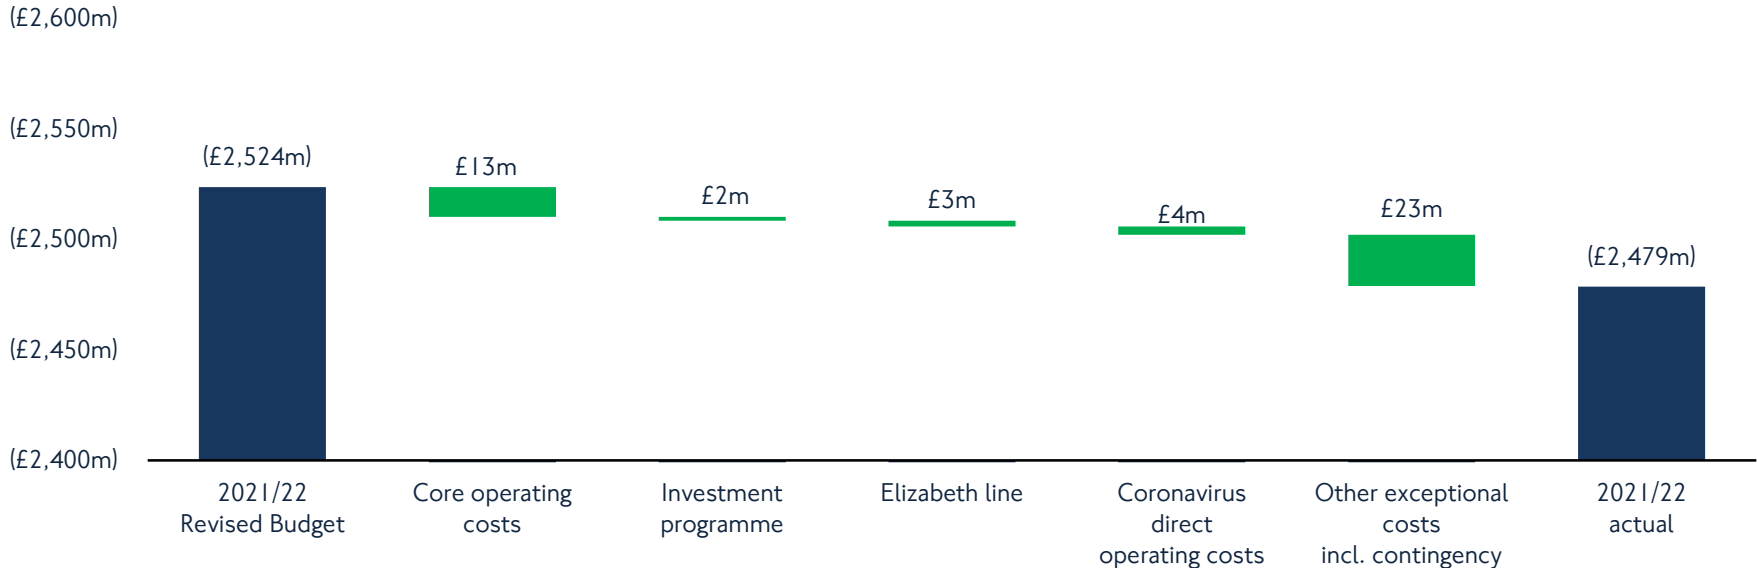 (£2,600m)
(£2,550m)
(£2,500m)
(£2,450m)
(£2,400m)
(£2,524m)
£13m
£2m
£3m
£4m
£23m
(£2,479m)
2021/22
Revised Budget
Core operating
costs
Investment
programme
Elizabeth line
Coronavirus
direct
operating costs
Other exceptional
costs
incl. contingency
2021/22
actual